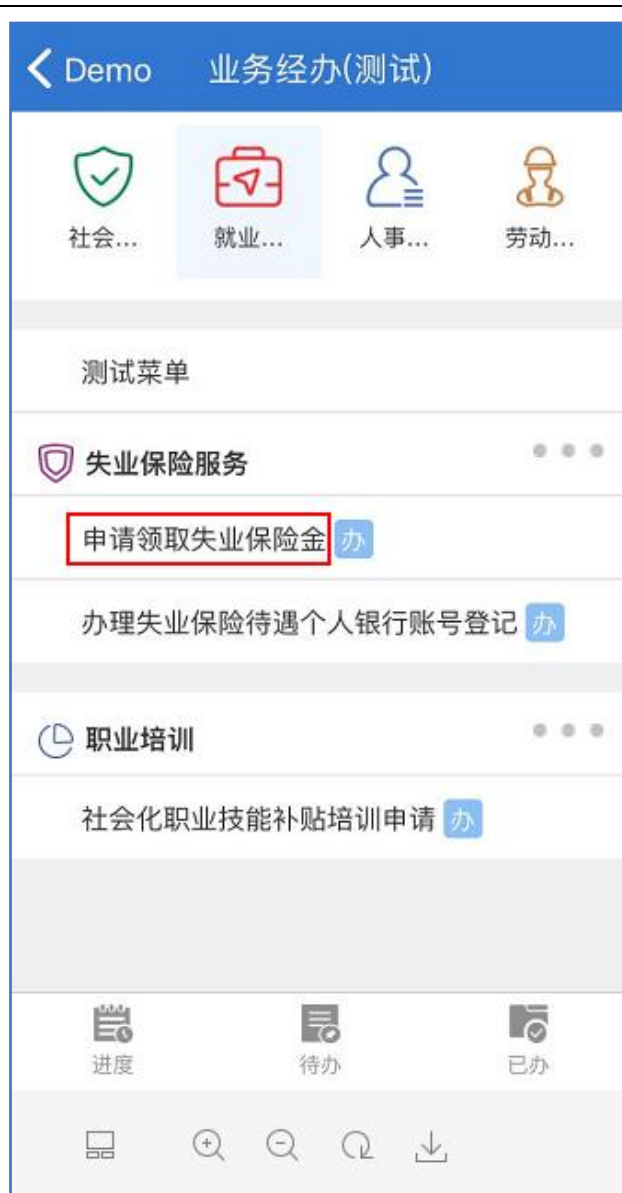 Demo 业务经办(测试)
社会... 就业... 人事... 劳动...
测试菜单
失业保险服务
申请领取失业保险金 办
办理失业保险待遇个人银行账号登记 办
职业培训
社会化职业技能补贴培训申请 办
进度 待办 已办